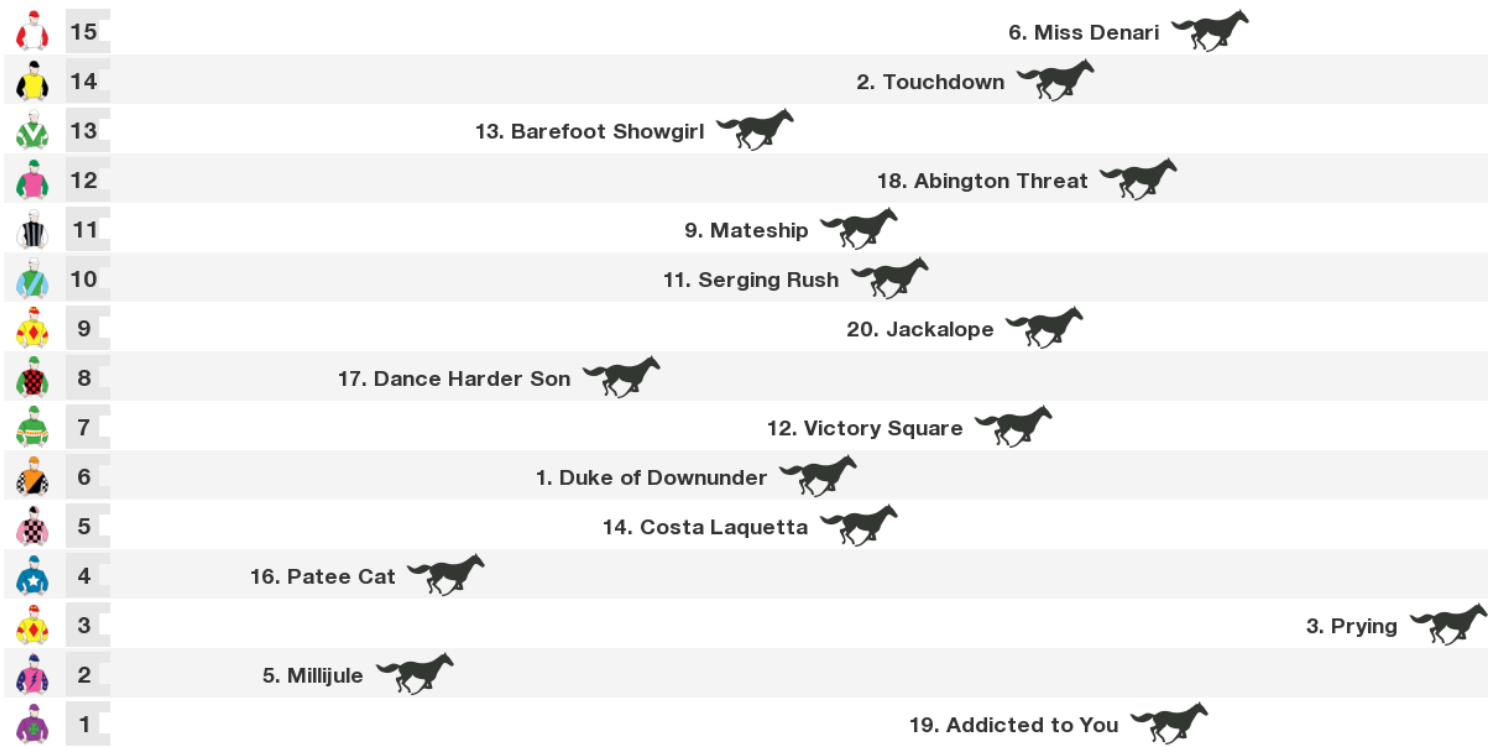 15 6. Miss Denari
14 2. Touchdown
13 13. Barefoot Showgirl
12 18. Abington Threat
11 9. Mateship
10 11. Serging Rush
9 20. Jackalope
8 17. Dance Harder Son
7 12. Victory Square
6 1. Duke of Downunder
5 14. Costa Laquetta
4 16. Patee Cat
3 3. Prying
2 5. Millijule
1 19. Addicted to You